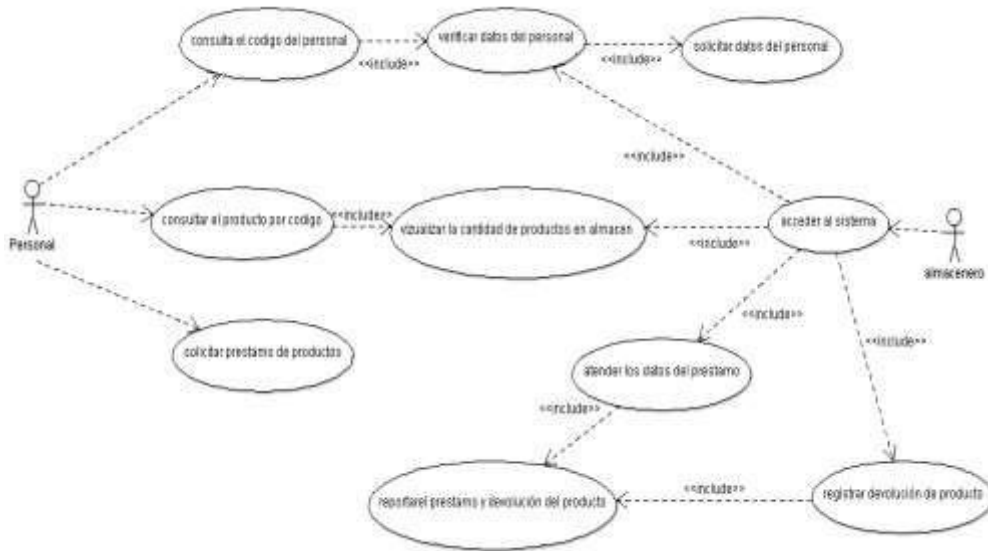 consulta el codigo del personal
verificar datos del personal
solicitar datos del personal
<<include>>
<<include>>
<<include>>
Personal
consultar el producto por codigo
<<include>>
vizualizar la cantidad de productos en almacen
<<include>>
acceder al sistema
almacenero
<<include>>
<<include>>
solicitar prestamo de productos
atender los datos del prestamo
<<include>>
reportarel prestamo y devolución del producto
<<include>>
registrar devolución de producto